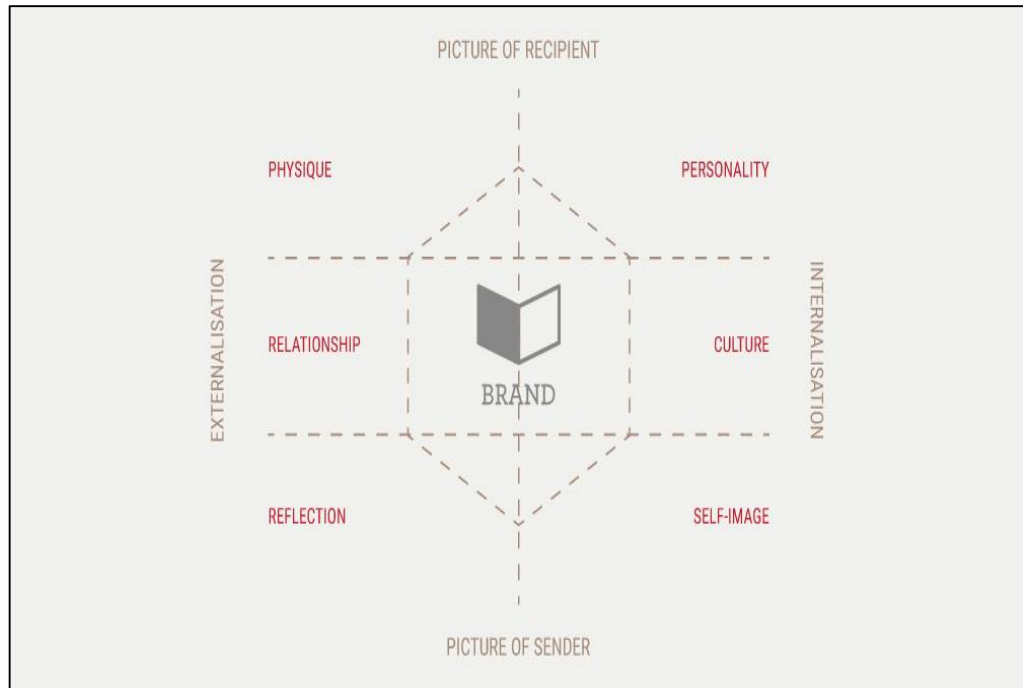 PICTURE OF RECIPIENT
PHYSIQUE
PERSONALITY
EXTERNALISATION
RELATIONSHIP
BRAND
CULTURE
INTERNALISATION
REFLECTION
SELF-IMAGE
PICTURE OF SENDER